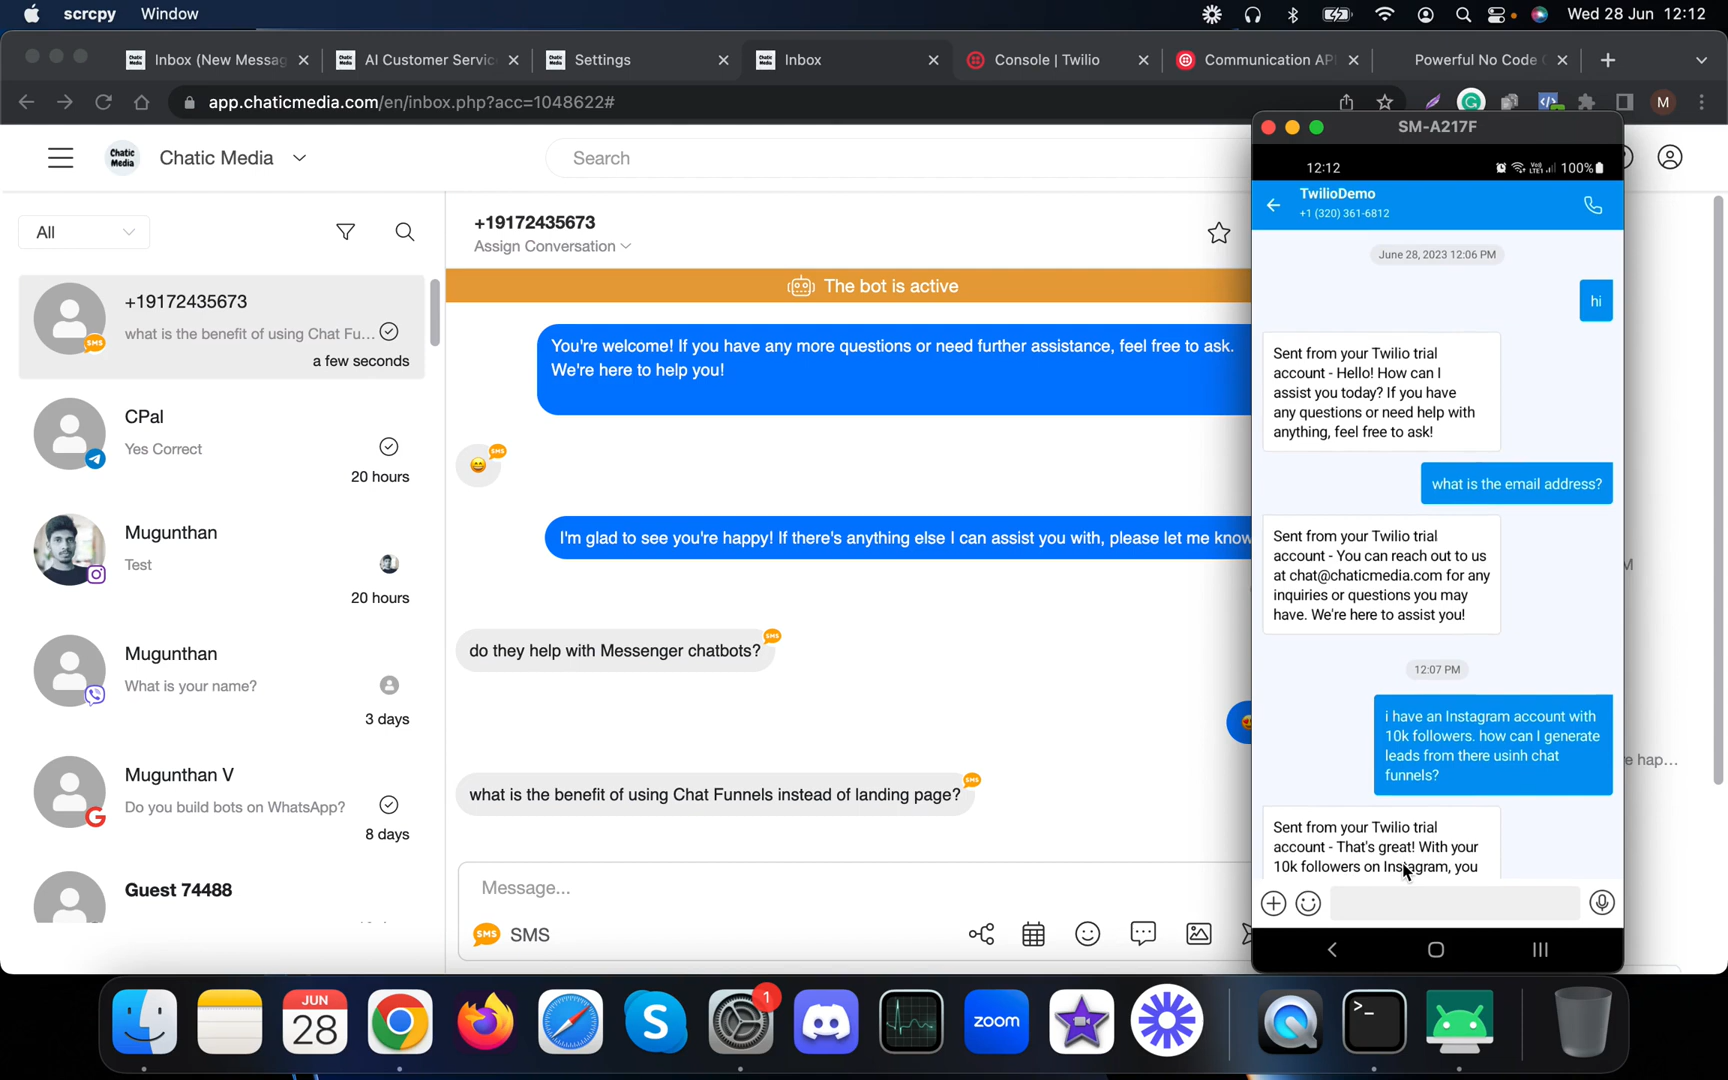 scrcpy Window
Wed 28 Jun 12:12
Inbox (New Messag
AI Customer Servic
Settings
Inbox
Console | Twilio
Communication AP
Powerful No Code
app.chaticmedia.com/en/inbox.php?acc=1048622#
M
Chatic
Media
Chatic Media
Search
All
+19172435673
what is the benefit of using Chat Fu...
SMS
a few seconds
CPal
Yes Correct
20 hours
Mugunthan
Test
20 hours
Mugunthan
What is your name?
3 days
Mugunthan V
Do you build bots on WhatsApp?
8 days
Guest 74488
+19172435673
Assign Conversation
The bot is active
You're welcome! If you have any more questions or need further assistance, feel free to ask.
We're here to help you!
SMS
I'm glad to see you're happy! If there's anything else I can assist you with, please let me know
SMS
do they help with Messenger chatbots?
SMS
what is the benefit of using Chat Funnels instead of landing page?
Message...
SMS SMS
M
e hap...
SM-A217F
12:12
100%
TwilioDemo
+1 (320) 361-6812
June 28, 2023 12:06 PM
hi
Sent from your Twilio trial
account - Hello! How can I
assist you today? If you have
any questions or need help with
anything, feel free to ask!
what is the email address?
Sent from your Twilio trial
account - You can reach out to us
at chat@chaticmedia.com for any
inquiries or questions you may
have. We're here to assist you!
12:07 PM
i have an Instagram account with
10k followers. how can I generate
leads from there usinh chat
funnels?
Sent from your Twilio trial
account - That's great! With your
10k followers on Instagram, you
JUN
28
S
1
zoom
>_